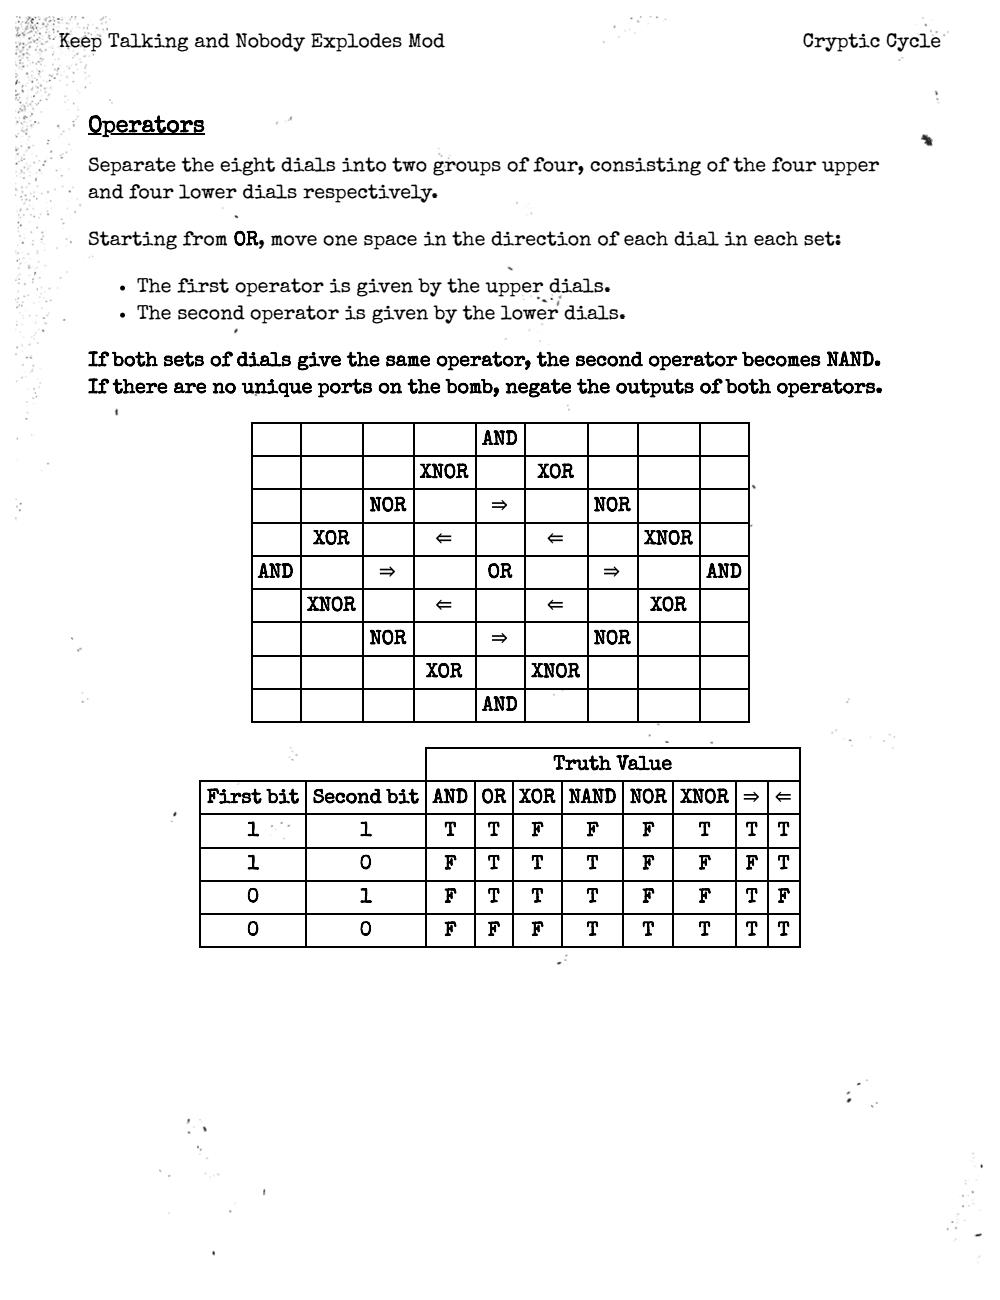 Keep Talking and Nobody Explodes Mod Cryptic Cycle
Operators
Separate the eight dials into two groups of four, consisting of the four upper
and four lower dials respectively.
Starting from OR, move one space in the direction of each dial in each set:
• The first operator is given by the upper dials.
• The second operator is given by the lower dials.
If both sets of dials give the same operator, the second operator becomes NAND.
If there are no unique ports on the bomb, negate the outputs of both operators.
AND
XNOR XOR
NOR ⇒ NOR
XOR ⇐ ⇐ XNOR
AND ⇒ OR ⇒ AND
XNOR ⇐ ⇐ XOR
NOR ⇒ NOR
XOR XNOR
AND
Truth Value
First bit Second bit AND OR XOR NAND NOR XNOR ⇒ ⇐
1 1 T T F F F T T T
1 0 F T T T F F F T
0 1 F T T T F F T F
0 0 F F F T T T T T